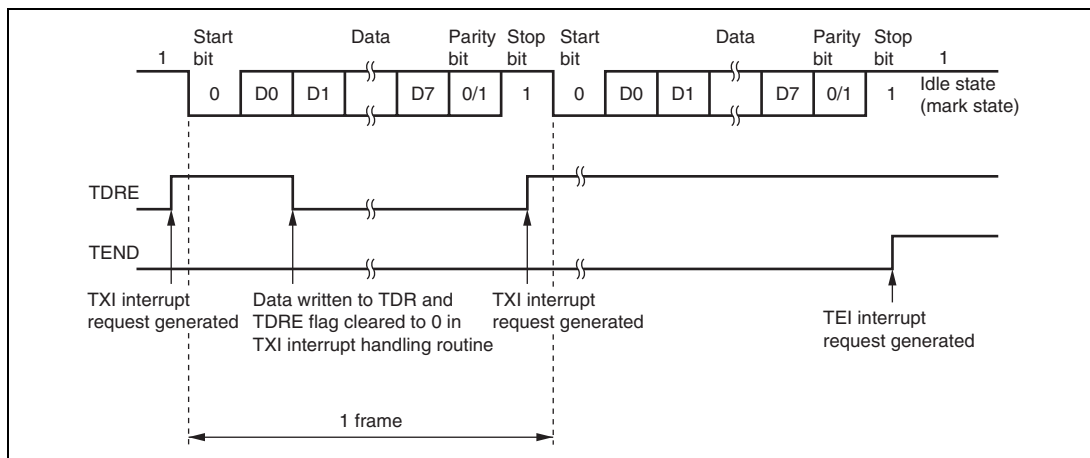 Start bit Data Parity bit Stop bit Start bit Data Parity bit Stop bit
1 0 D0 D1 D7 0/1 1 0 D0 D1 D7 0/1 1 1
Idle state
(mark state)
TDRE
TEND
TXI interrupt
request generated
Data written to TDR and
TDRE flag cleared to 0 in
TXI interrupt handling routine
TXI interrupt
request generated
TEI interrupt
request generated
1 frame